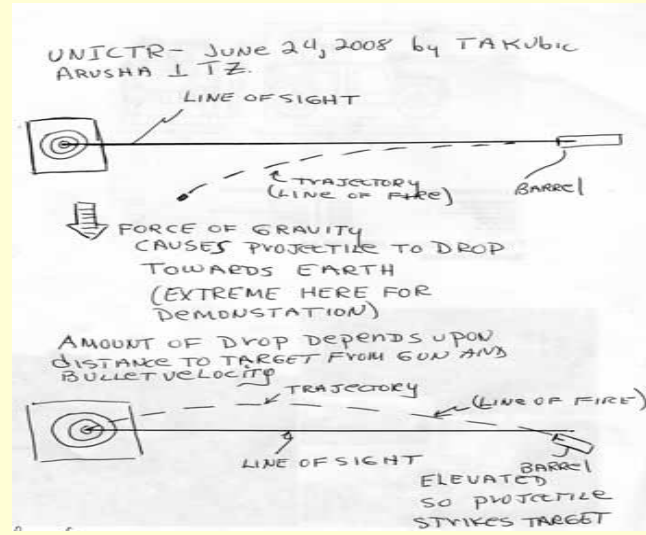 UNICTR- June 24, 2008 by TAKUbic
ARUSHA 1 TZ.
LINE OF SIGHT
TRAJECTORY
(LINE OF FIRE)
BARREL
FORCE OF GRAVITY
CAUSES PROJECTILE TO DROP
TOWARDS EARTH
(EXTREME HERE FOR
DEMONSTATION)
AMOUNT OF DROP DEPENDS UPON
DISTANCE TO TARGET FROM GUN AND
BULLET VELOCITY
TRAJECTORY
(LINE OF FIRE)
LINE OF SIGHT
BARREL
ELEVATED
SO PROJECTILE
STRIKES TARGET